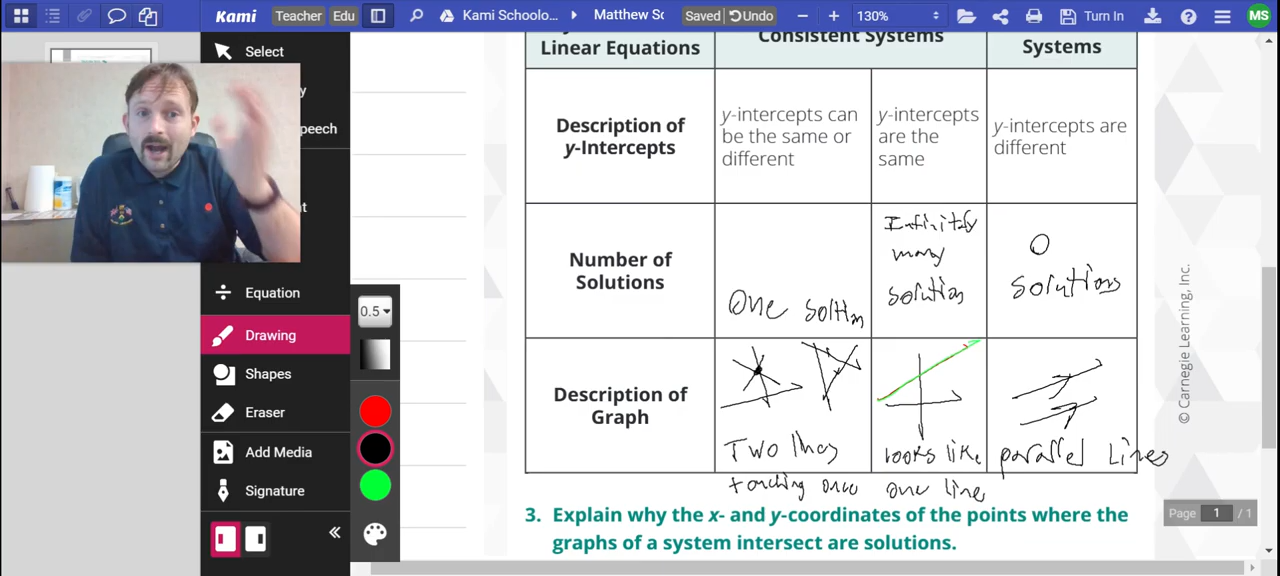 Kami
Teacher
Edu
Kami Schoolo...
Matthew Sc
Saved
Undo
130%
Turn In
MS
Select
y
peech
t
Equation
Drawing
Shapes
Eraser
Add Media
Signature
0.5
Linear Equations
Consistent Systems
Systems
Description of
y-Intercepts
y-intercepts can
be the same or
different
y-intercepts
are the
same
y-intercepts are
different
Number of
Solutions
One soltin
Infinitely
many
solution
0
solutions
Description of
Graph
Two lines
touching once
looks like
one line
parallel Lines
3. Explain why the x- and y-coordinates of the points where the
graphs of a system intersect are solutions.
© Carnegie Learning, Inc.
Page 1 / 1